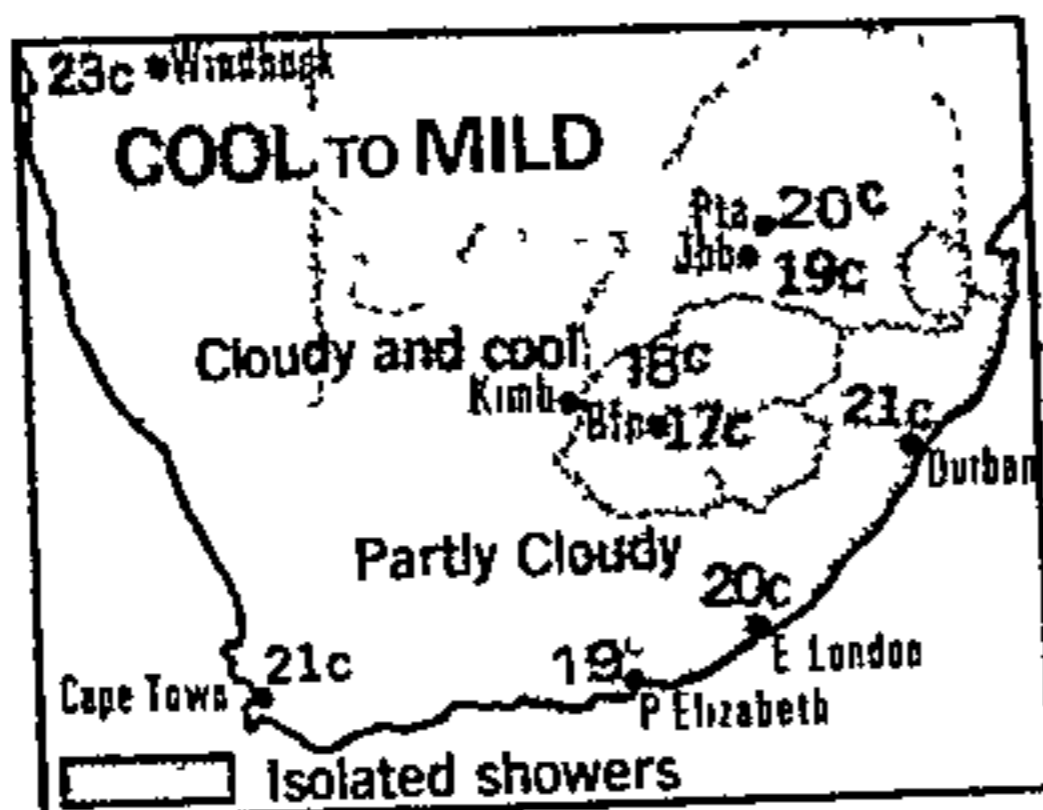 23c Windhoek
COOL TO MILD
Pta 20c
Jhb 19c
Cloudy and cool
18c
Kimb
Bfn 17c
21c
Durban
Partly Cloudy
20c
E London
19c
P Elizabeth
21c
Cape Town
Isolated showers